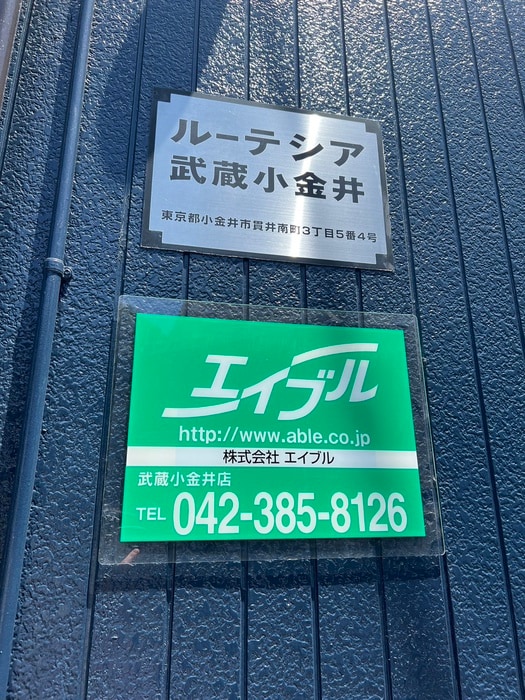 ルーテシア
武蔵小金井
東京都小金井市貫井南町3丁目5番4号
エイブル
http://www.able.co.jp
株式会社 エイブル
武蔵小金井店
TEL 042-385-8126